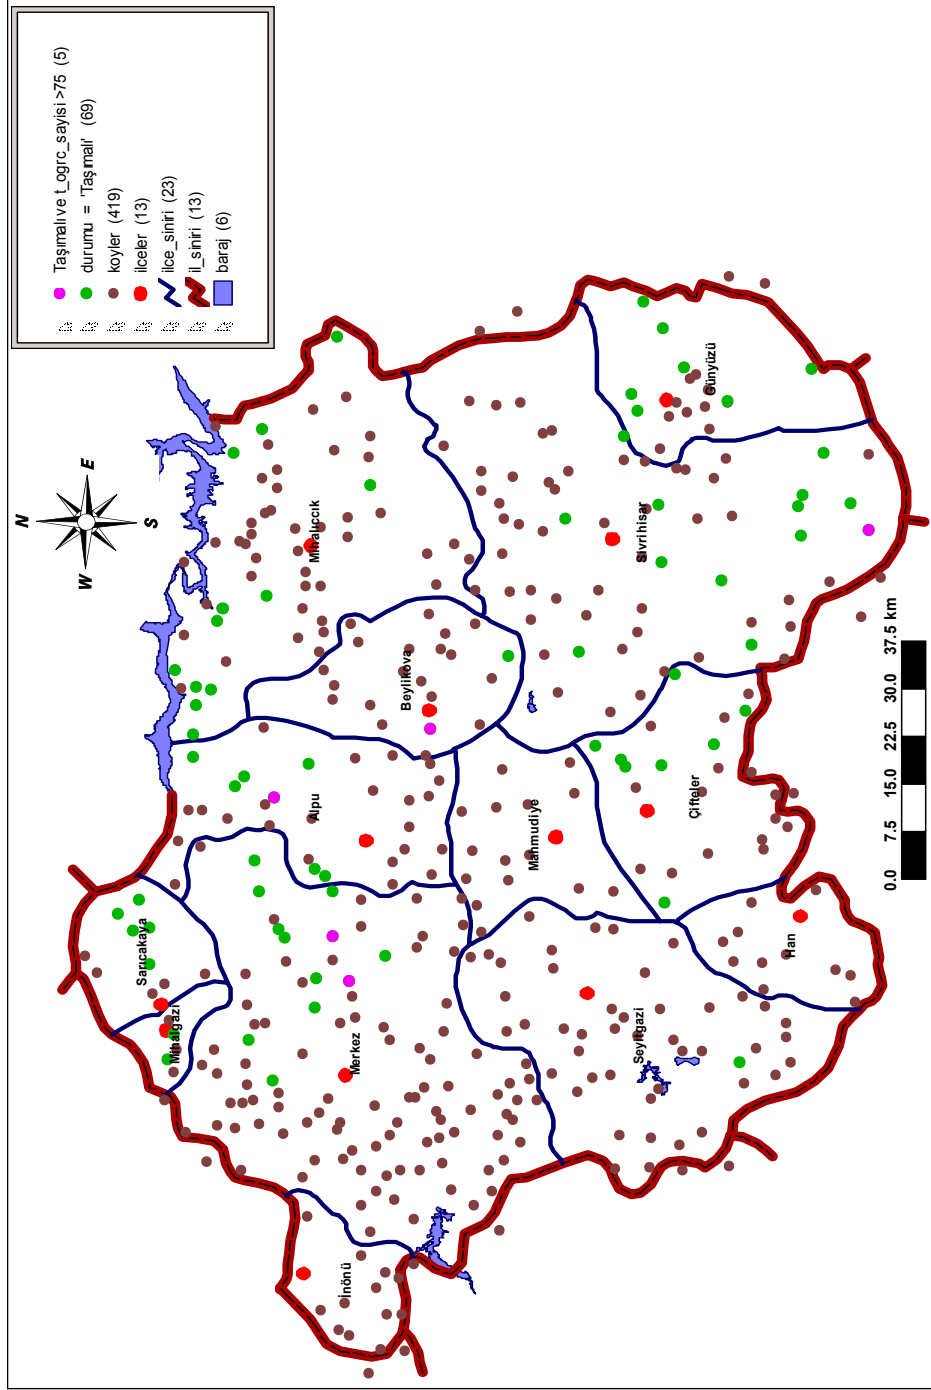 Taşımalı ve t_ogrc_sayisi >75 (5)
durumu = 'Taşımalı' (69)
koyler (419)
ilceler (13)
ilce_siniri (23)
il_siniri (13)
baraj (6)
N
W
E
S
Sarıcakaya
Mihalgazi
Mihalıccık
Alpu
Beylikova
Merkez
İnönü
Günyüzü
Sivrihisar
Mahmudiye
Çifteler
Seyitgazi
Han
0.0 7.5 15.0 22.5 30.0 37.5 km